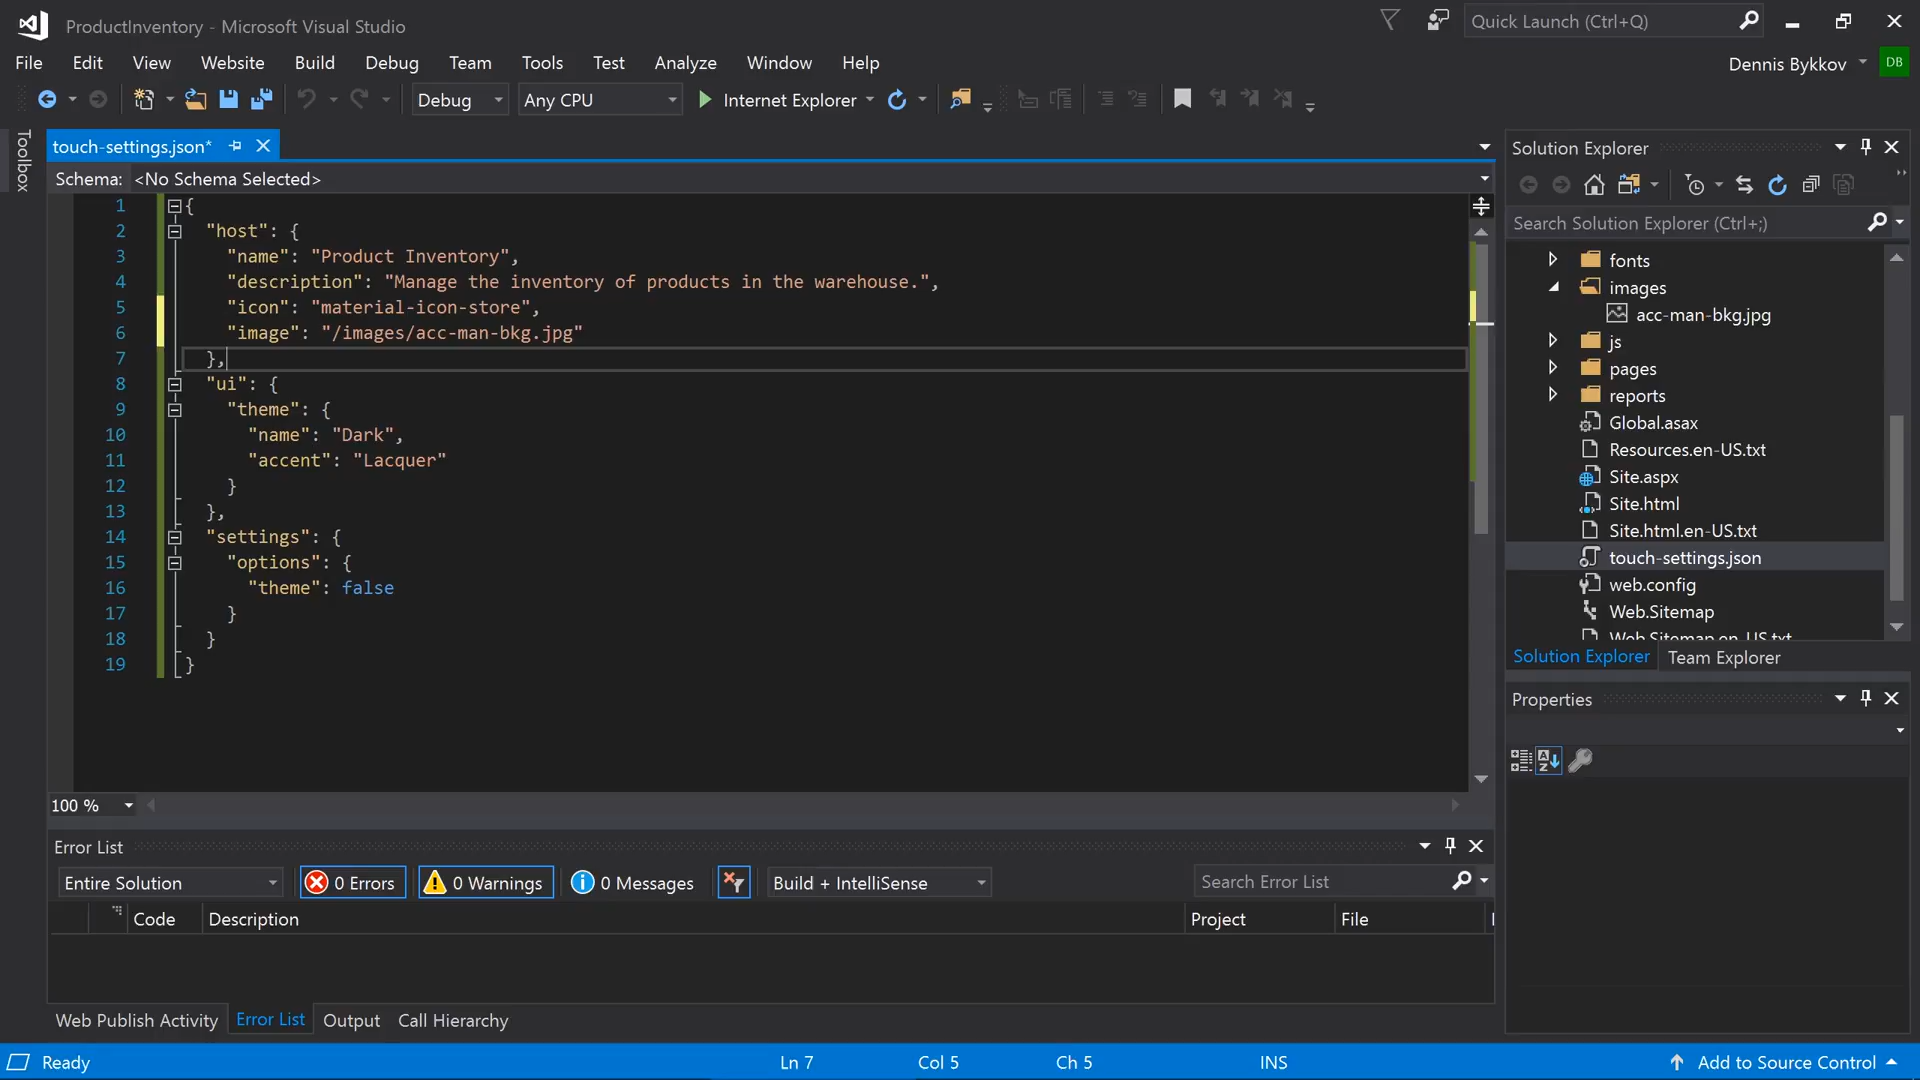 ProductInventory - Microsoft Visual Studio
Quick Launch (Ctrl+Q)
File Edit View Website Build Debug Team Tools Test Analyze Window Help
Dennis Bykkov DB
Debug Any CPU Internet Explorer
Toolbox
touch-settings.json*
Schema: <No Schema Selected>
1 {
2 "host": {
3 "name": "Product Inventory",
4 "description": "Manage the inventory of products in the warehouse.",
5 "icon": "material-icon-store",
6 "image": "/images/acc-man-bkg.jpg"
7 },
8 "ui": {
9 "theme": {
10 "name": "Dark",
11 "accent": "Lacquer"
12 }
13 },
14 "settings": {
15 "options": {
16 "theme": false
17 }
18 }
19 }
100 %
Solution Explorer
Search Solution Explorer (Ctrl+;)
fonts
images
acc-man-bkg.jpg
js
pages
reports
Global.asax
Resources.en-US.txt
Site.aspx
Site.html
Site.html.en-US.txt
touch-settings.json
web.config
Web.Sitemap
Web.Sitemap.en-US.txt
Solution Explorer Team Explorer
Properties
Error List
Entire Solution 0 Errors 0 Warnings 0 Messages Build + IntelliSense Search Error List
Code Description Project File
Web Publish Activity Error List Output Call Hierarchy
Ready Ln 7 Col 5 Ch 5 INS Add to Source Control